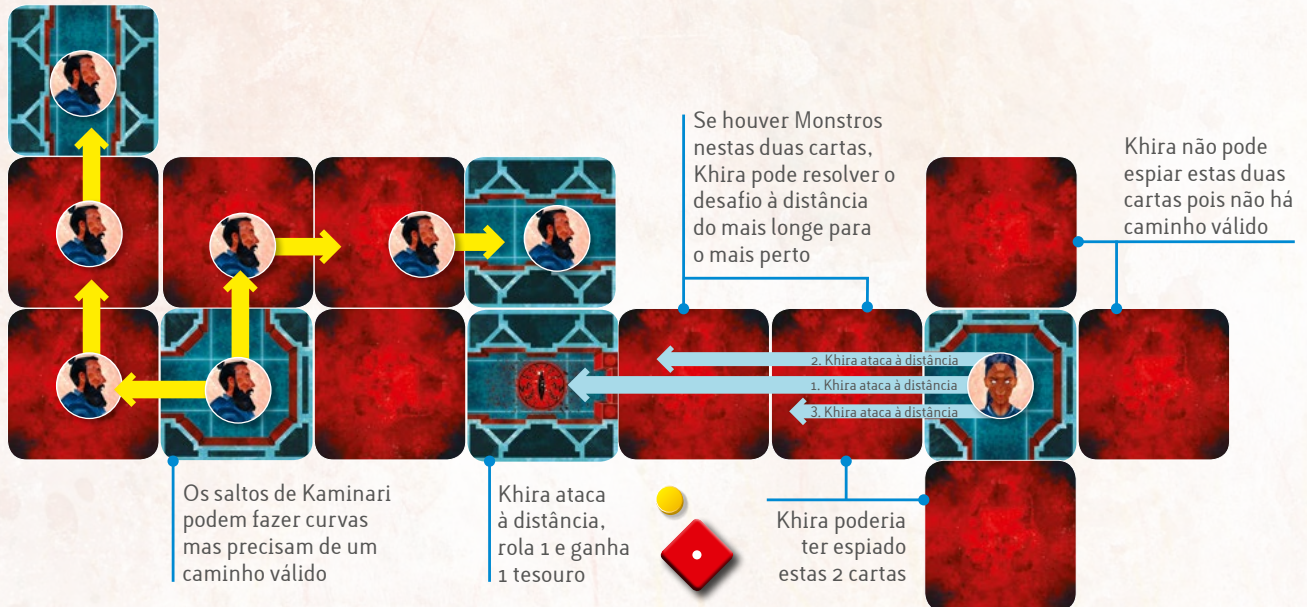 Se houver Monstros
nestas duas cartas,
Khira pode resolver o
desafio à distância
do mais longe para
o mais perto
Khira não pode
espiar estas duas
cartas pois não há
caminho válido
2. Khira ataca à distância
1. Khira ataca à distância
3. Khira ataca à distância
Os saltos de Kaminari
podem fazer curvas
mas precisam de um
caminho válido
Khira ataca
à distância,
rola 1 e ganha
1 tesouro
Khira poderia
ter espiado
estas 2 cartas